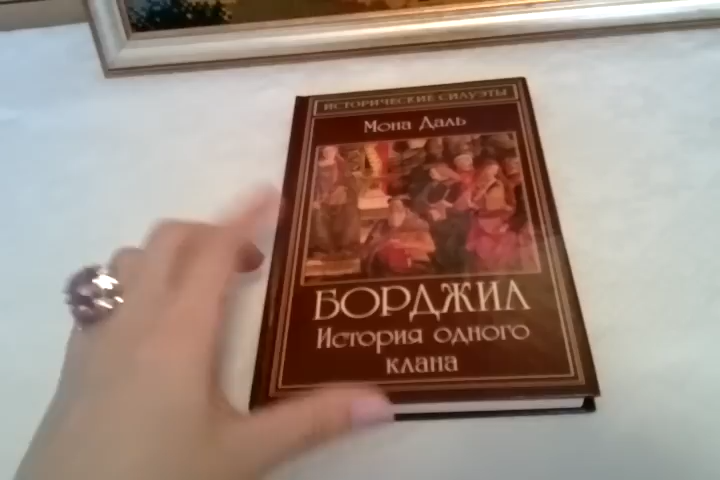 ИСТОРИЧЕСКИЕ СИЛУЭТЫ
Мона Даль
БОРДЖИА
История одного
клана